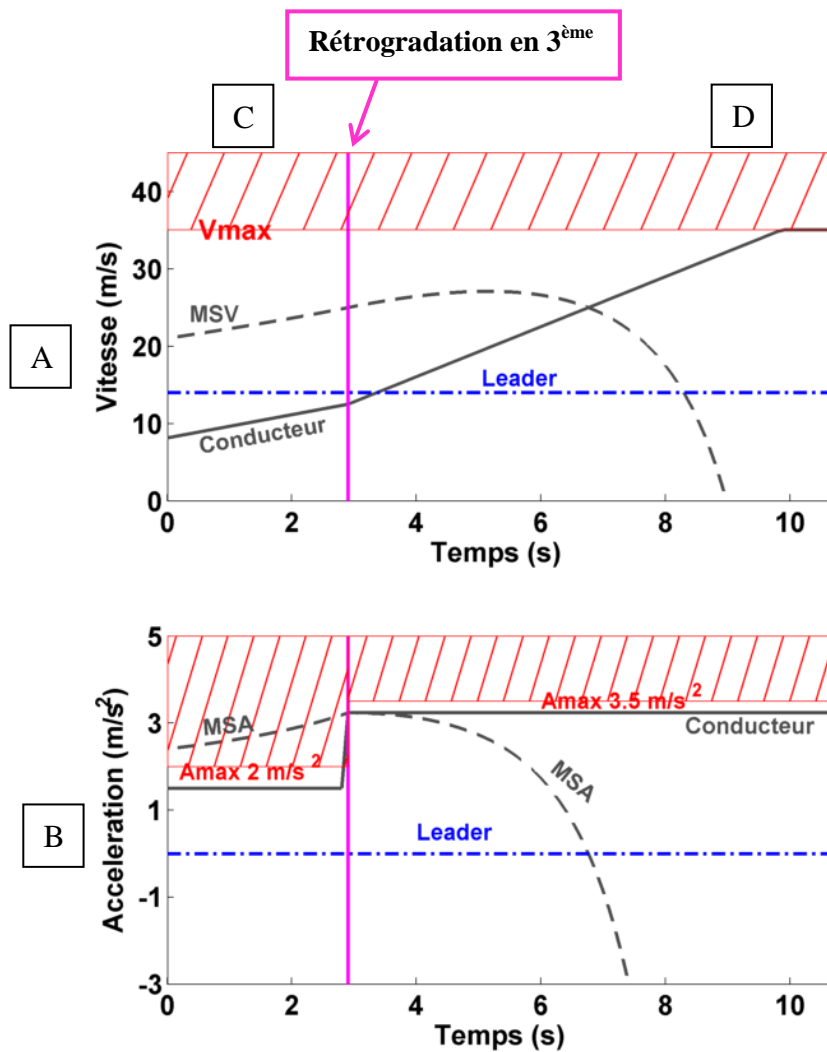 Rétrogradation en 3ème
C
D
40
Vmax
30
MSV
A
Vitesse (m/s)
20
Leader
10
Conducteur
0
0 2 4 6 8 10
Temps (s)
5
Amax 3.5 m/s²
MSA
3
Conducteur
Amax 2 m/s²
MSA
Acceleration (m/s²)
1
B
Leader
-1
-3
0 2 4 6 8 10
Temps (s)